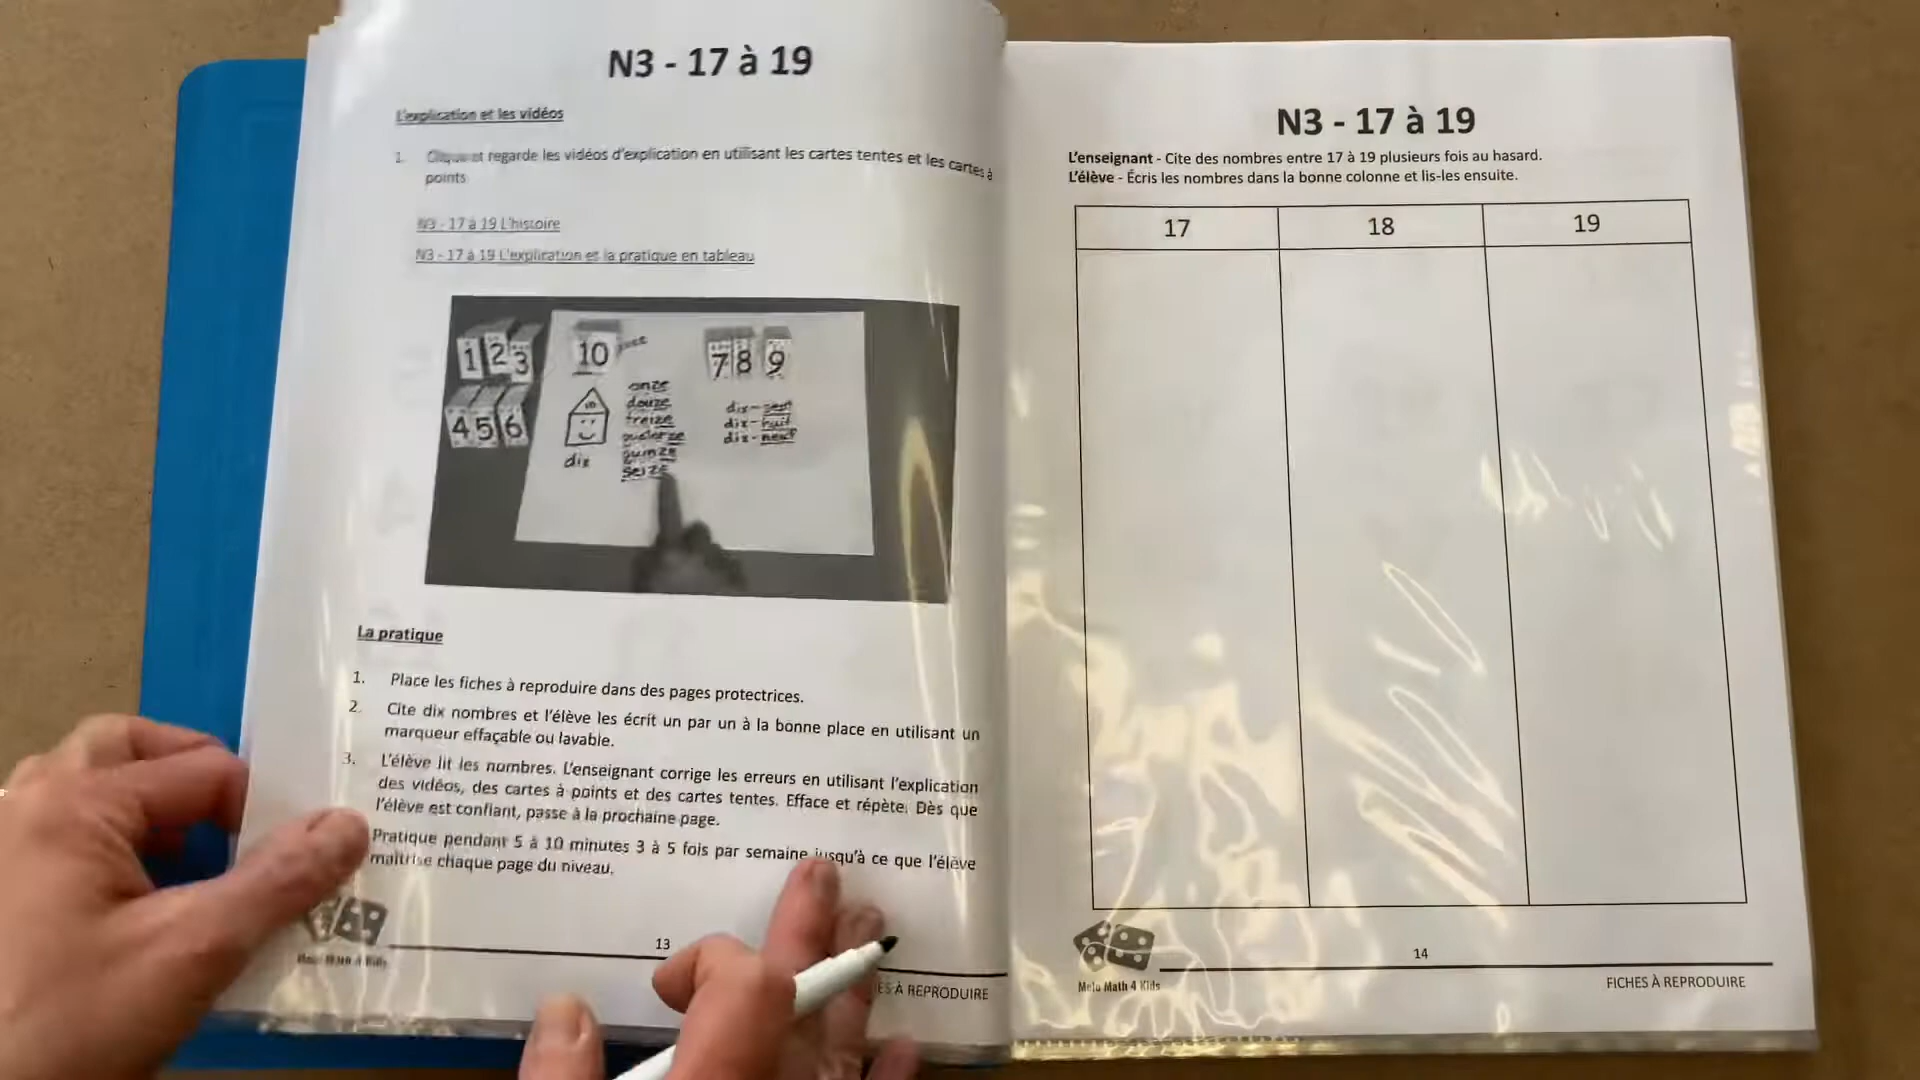 N3 - 17 à 19
L'explication et les vidéos
1. Clique et regarde les vidéos d'explication en utilisant les cartes tentes et les cartes à
points
N3 - 17 à 19 L'histoire
N3 - 17 à 19 L'explication et la pratique en tableau
1 2 3
4 5 6
10
10
dix
onze
douze
treize
quatorze
quinze
seize
7 8 9
dix-sept
dix-huit
dix-neuf
La pratique
1. Place les fiches à reproduire dans des pages protectrices.
2. Cite dix nombres et l'élève les écrit un par un à la bonne place en utilisant un
marqueur effaçable ou lavable.
3. L'élève lit les nombres. L'enseignant corrige les erreurs en utilisant l'explication
des vidéos, des cartes à points et des cartes tentes. Efface et répète. Dès que
l'élève est confiant, passe à la prochaine page.
Pratique pendant 5 à 10 minutes 3 à 5 fois par semaine jusqu'à ce que l'élève
maîtrise chaque page du niveau.
13
Math 4 Kids
ES À REPRODUIRE
N3 - 17 à 19
L'enseignant - Cite des nombres entre 17 à 19 plusieurs fois au hasard.
L'élève - Écris les nombres dans la bonne colonne et lis-les ensuite.
17 18 19
14
Melo Math 4 Kids
FICHES À REPRODUIRE